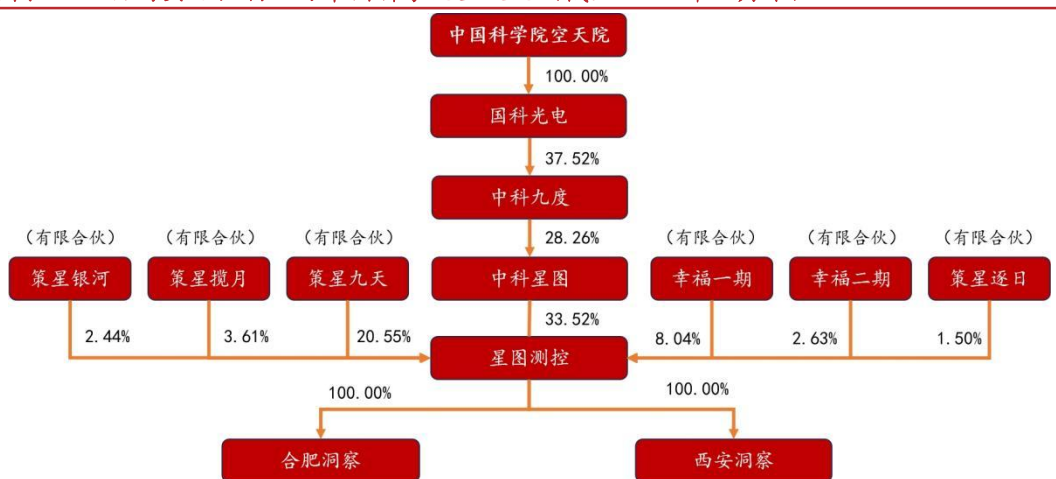 中国科学院空天院
100.00%
国科光电
37.52%
中科九度
28.26%
（有限合伙） （有限合伙） （有限合伙） （有限合伙） （有限合伙） （有限合伙）
策星银河 策星揽月 策星九天 中科星图 幸福一期 幸福二期 策星逐日
2.44% 3.61% 20.55% 33.52% 8.04% 2.63% 1.50%
星图测控
100.00% 100.00%
合肥洞察 西安洞察